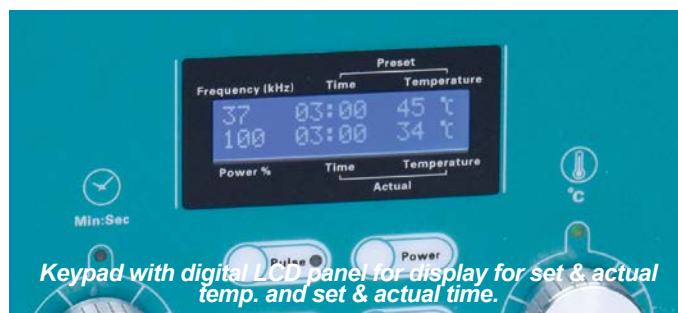 Preset
Frequency (kHz) Time Temperature
37 03:00 45 ℃
100 03:00 34 ℃
Power % Time Temperature
Actual
°C
Min:Sec
Pulse Power
Keypad with digital LCD panel for display for set & actual
temp. and set & actual time.